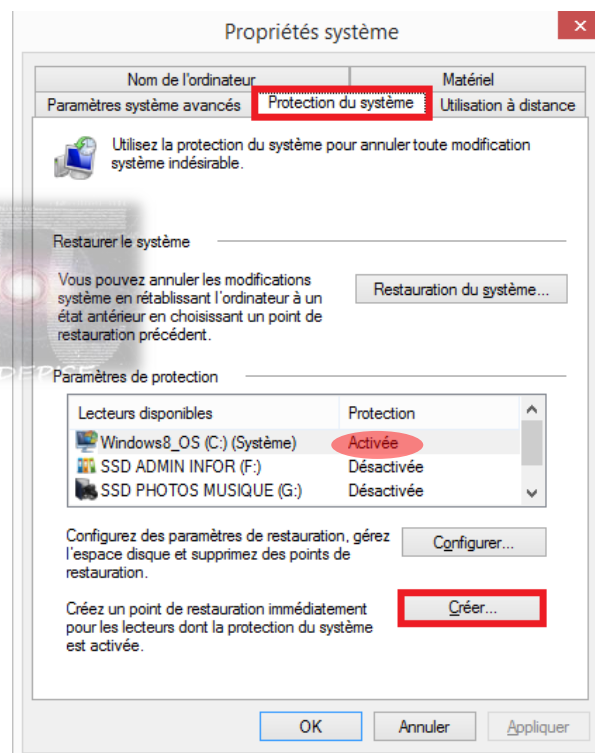 Propriétés système
Nom de l'ordinateur
Matériel
Paramètres système avancés
Protection du système
Utilisation à distance
Utilisez la protection du système pour annuler toute modification
système indésirable.
Restaurer le système
Vous pouvez annuler les modifications
système en rétablissant l'ordinateur à un
état antérieur en choisissant un point de
restauration précédent.
Restauration du système...
Paramètres de protection
Lecteurs disponibles
Protection
Windows8_OS (C:) (Système)
Activée
SSD ADMIN INFOR (F:)
Désactivée
SSD PHOTOS MUSIQUE (G:)
Désactivée
Configurez des paramètres de restauration, gérez
l'espace disque et supprimez des points de
restauration.
Configurer...
Créez un point de restauration immédiatement
pour les lecteurs dont la protection du système
est activée.
Créer...
OK
Annuler
Appliquer